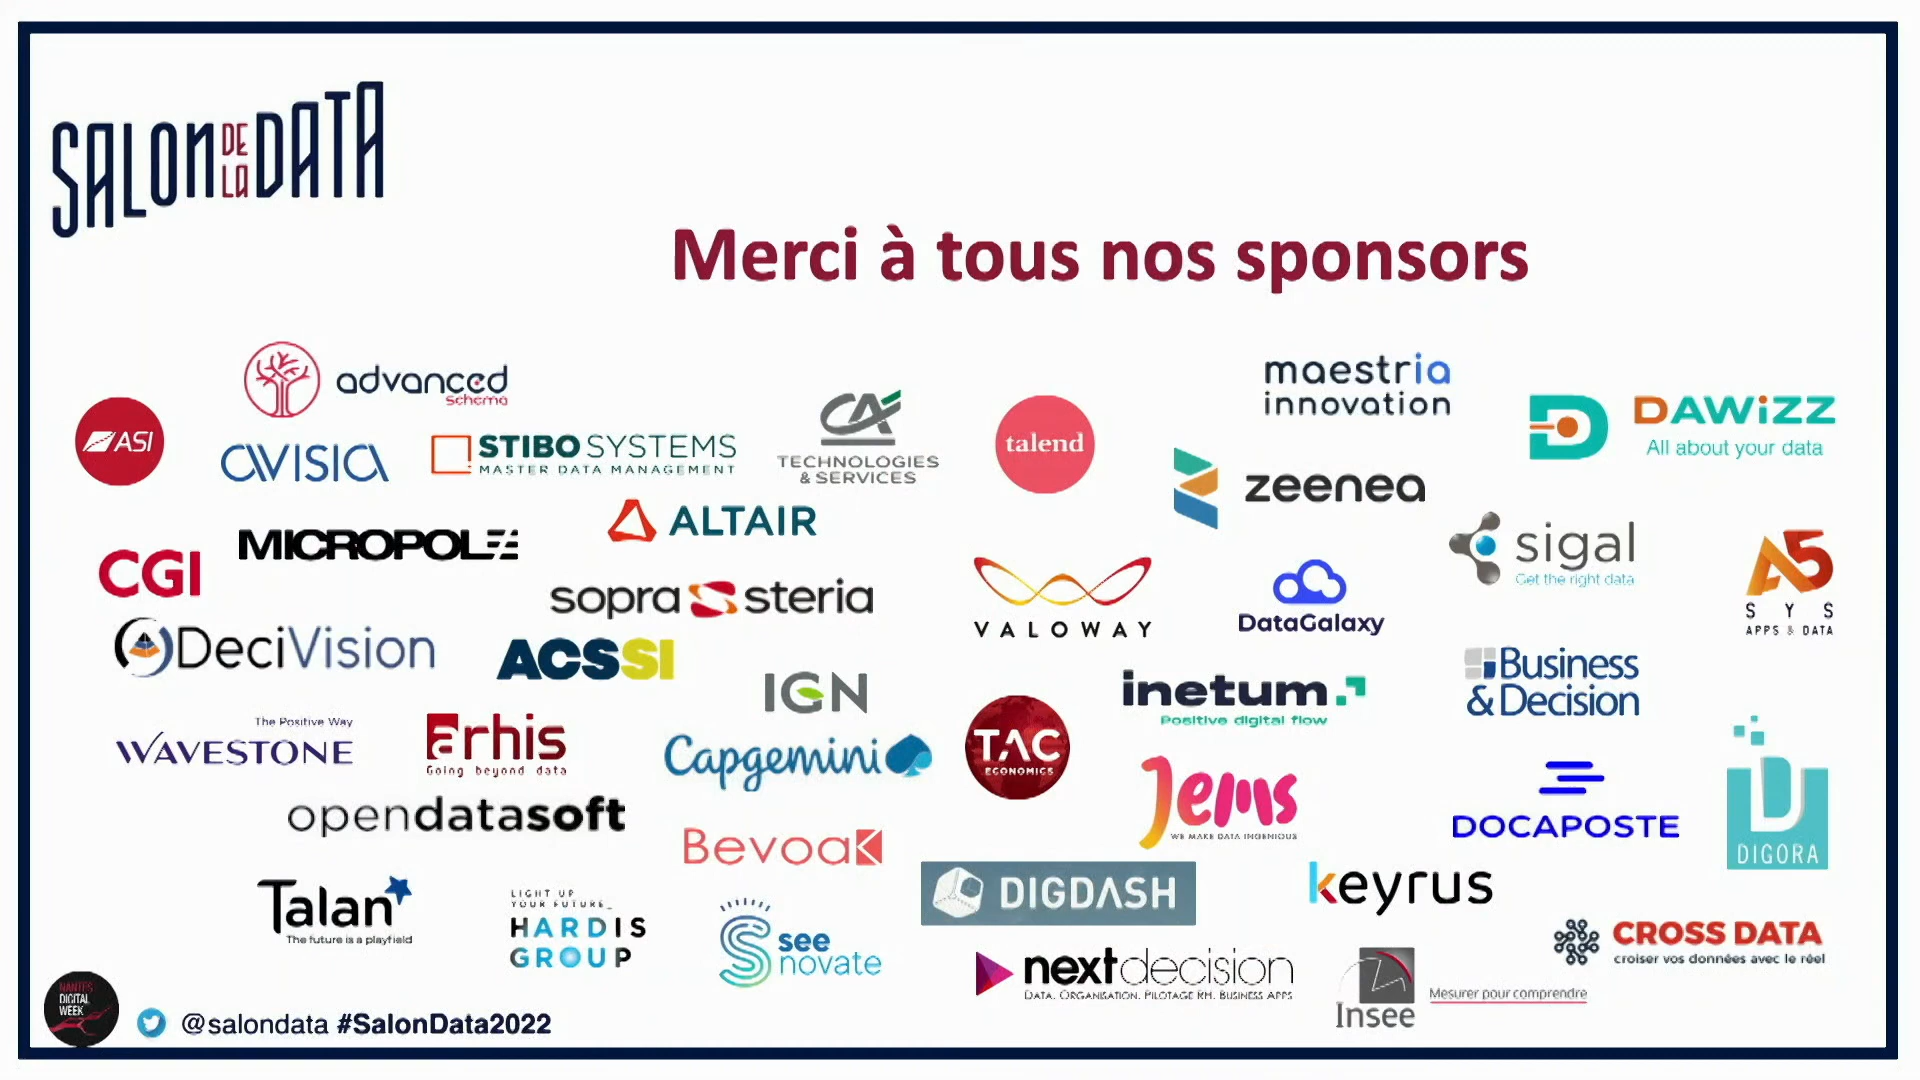 SALON DE LA DATA
Merci à tous nos sponsors
advanced
schema
ASI
AVISIA
STIBO SYSTEMS
MASTER DATA MANAGEMENT
CA
TECHNOLOGIES
& SERVICES
talend
maestria
innovation
DAWiZZ
All about your data
zeenea
MICROPOLE
ALTAIR
CGI
sopra steria
VALOWAY
DataGalaxy
sigal
Get the right data
A5
SYS
APPS & DATA
DeciVision
ACSSI
IGN
inetum
Positive digital flow
Business
& Decision
The Positive Way
WAVESTONE
arhis
Going beyond data
Capgemini
TAC
ECONOMICS
Jems
WE MAKE DATA INGENIOUS
DOCAPOSTE
DIGORA
opendatasoft
Bevoak
DIGDASH
keyrus
Talan
The future is a playfield
LIGHT UP
YOUR FUTURE_
HARDIS
GROUP
see
novate
nextdecision
DATA. ORGANISATION. PILOTAGE RH. BUSINESS APPS
Insee
Mesurer pour comprendre
CROSS DATA
croiser vos données avec le réel
NANTES
DIGITAL
WEEK
@salondata #SalonData2022